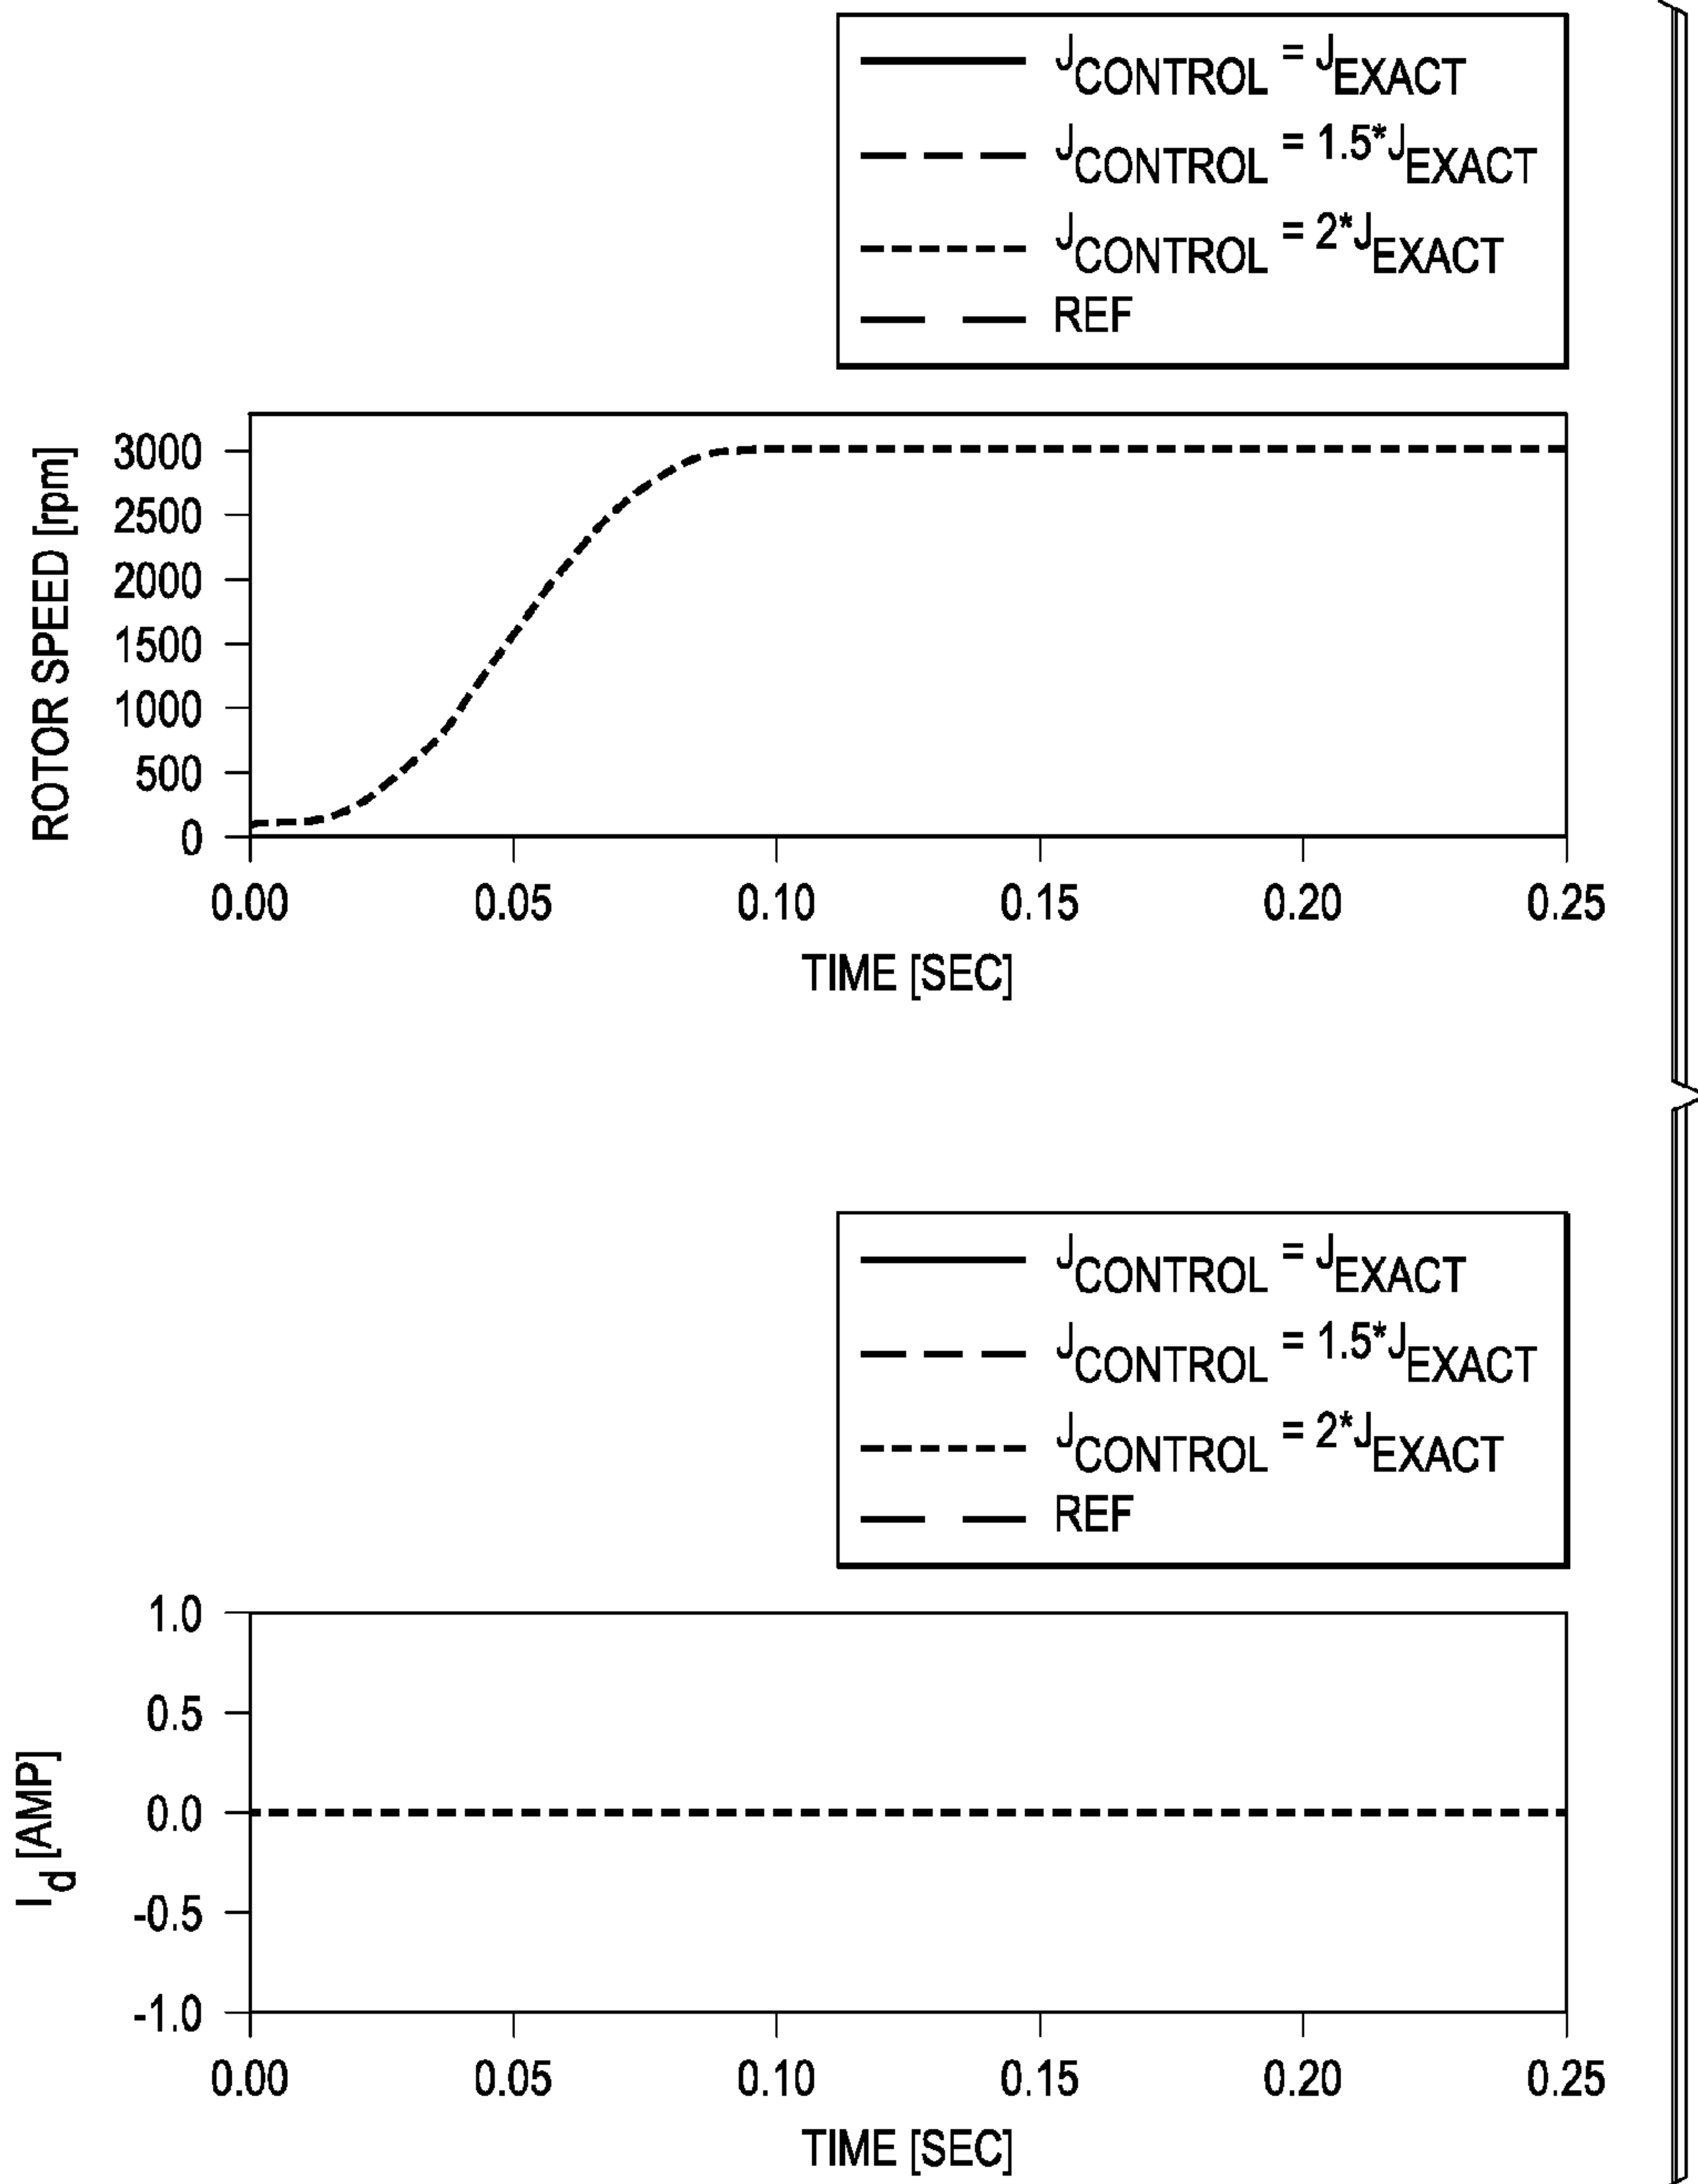 JCONTROL = JEXACT
JCONTROL = 1.5*JEXACT
JCONTROL = 2*JEXACT
REF
ROTOR SPEED [rpm]
3000
2500
2000
1500
1000
500
0
0.00 0.05 0.10 0.15 0.20 0.25
TIME [SEC]
JCONTROL = JEXACT
JCONTROL = 1.5*JEXACT
JCONTROL = 2*JEXACT
REF
Id [AMP]
1.0
0.5
0.0
-0.5
-1.0
0.00 0.05 0.10 0.15 0.20 0.25
TIME [SEC]